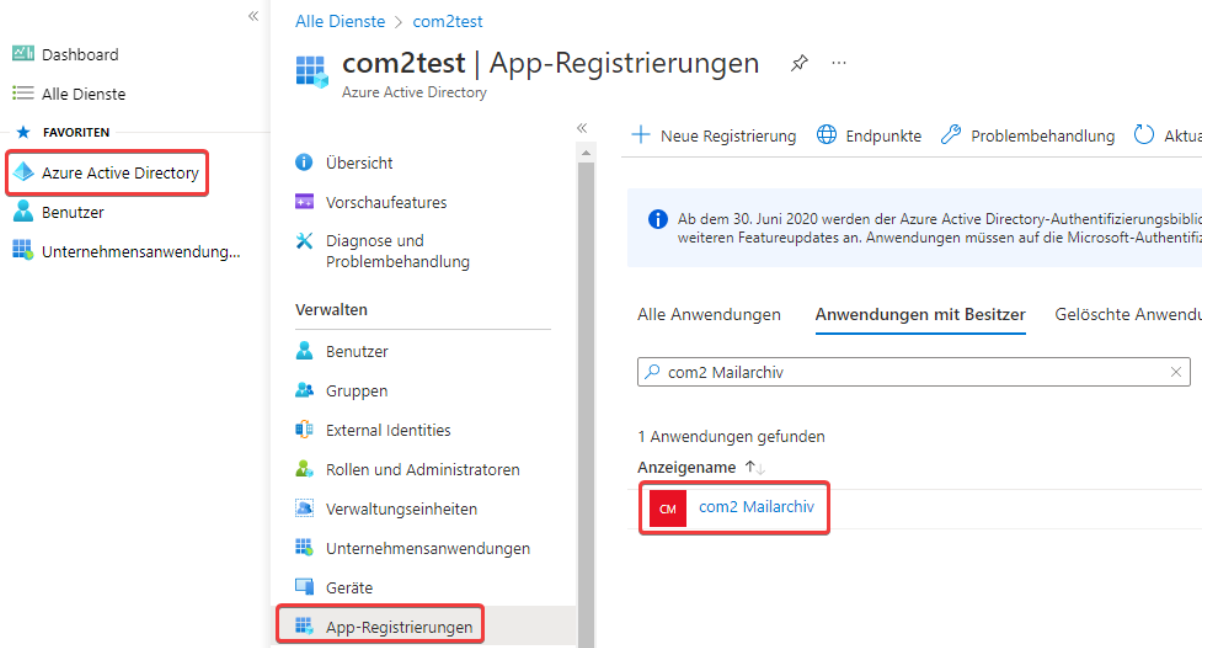 Alle Dienste > com2test
Dashboard
Alle Dienste
FAVORITEN
Azure Active Directory
Benutzer
Unternehmensanwendung...
com2test | App-Registrierungen
Azure Active Directory
Übersicht
Vorschaufeatures
Diagnose und
Problembehandlung
Verwalten
Benutzer
Gruppen
External Identities
Rollen und Administratoren
Verwaltungseinheiten
Unternehmensanwendungen
Geräte
App-Registrierungen
Neue Registrierung Endpunkte Problembehandlung Aktua
Ab dem 30. Juni 2020 werden der Azure Active Directory-Authentifizierungsbiblic
weiteren Featureupdates an. Anwendungen müssen auf die Microsoft-Authentifiz
Alle Anwendungen Anwendungen mit Besitzer Gelöschte Anwendu
com2 Mailarchiv
1 Anwendungen gefunden
Anzeigename
CM com2 Mailarchiv